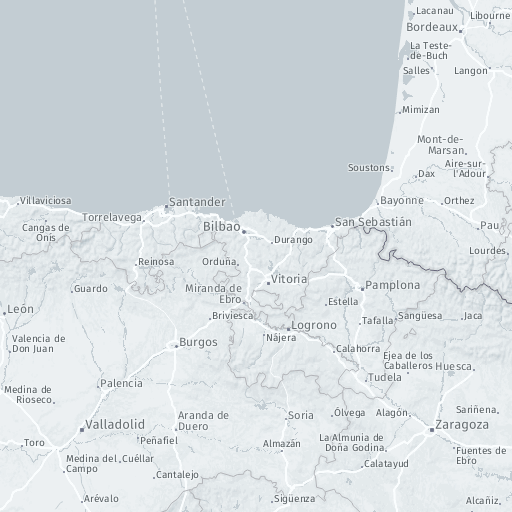 Lacanau
Libourne
Bordeaux
La Teste-
de-Buch
Salles
Langon
Mimizan
Mont-de-
Marsan
Aire-sur-
l'Adour
Soustons
Dax
Villaviciosa
Santander
Bayonne
Orthez
Torrelavega
San Sebastián
Cangas de
Onís
Bilbao
Pau
Durango
Lourdes
Reinosa
Orduña
Vitoria
Guardo
Miranda de
Ebro
Pamplona
Estella
León
Briviesca
Logrono
Tafalla
Sangüesa
Jaca
Valencia de
Don Juan
Burgos
Nájera
Calahorra
Ejea de los
Caballeros
Huesca
Tudela
Palencia
Medina de
Rioseco
Aranda de
Duero
Soria
Ólvega
Alagón
Sariñena
Valladolid
Zaragoza
Toro
Peñafiel
Almazán
La Almunia de
Doña Godina
Fuentes de
Ebro
Medina del
Campo
Cuéllar
Calatayud
Cantalejo
Arévalo
Sigüenza
Alcañiz